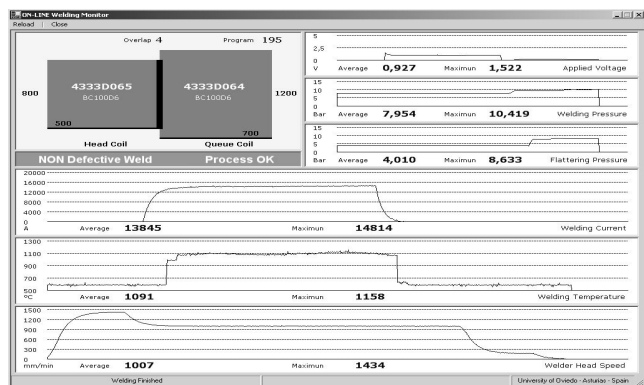 ON-LINE Welding Monitor
Reload Close
Overlap 4 Program 195
800 4333D065 4333D064 1200
BC100D6 BC100D6
500 700
Head Coil Queue Coil
NON Defective Weld Process OK
5
2,5
0
V Average 0,927 Maximun 1,522 Applied Voltage
15
10
5
0
Bar Average 7,954 Maximun 10,419 Welding Pressure
15
10
5
0
Bar Average 4,010 Maximun 8,633 Flattering Pressure
20000
16000
12000
8000
4000
0
A Average 13845 Maximun 14814 Welding Current
1300
1100
900
700
500
ºC Average 1091 Maximun 1158 Welding Temperature
1500
1200
900
600
300
0
mm/min Average 1007 Maximun 1434 Welder Head Speed
Welding Finished University of Oviedo - Asturias - Spain